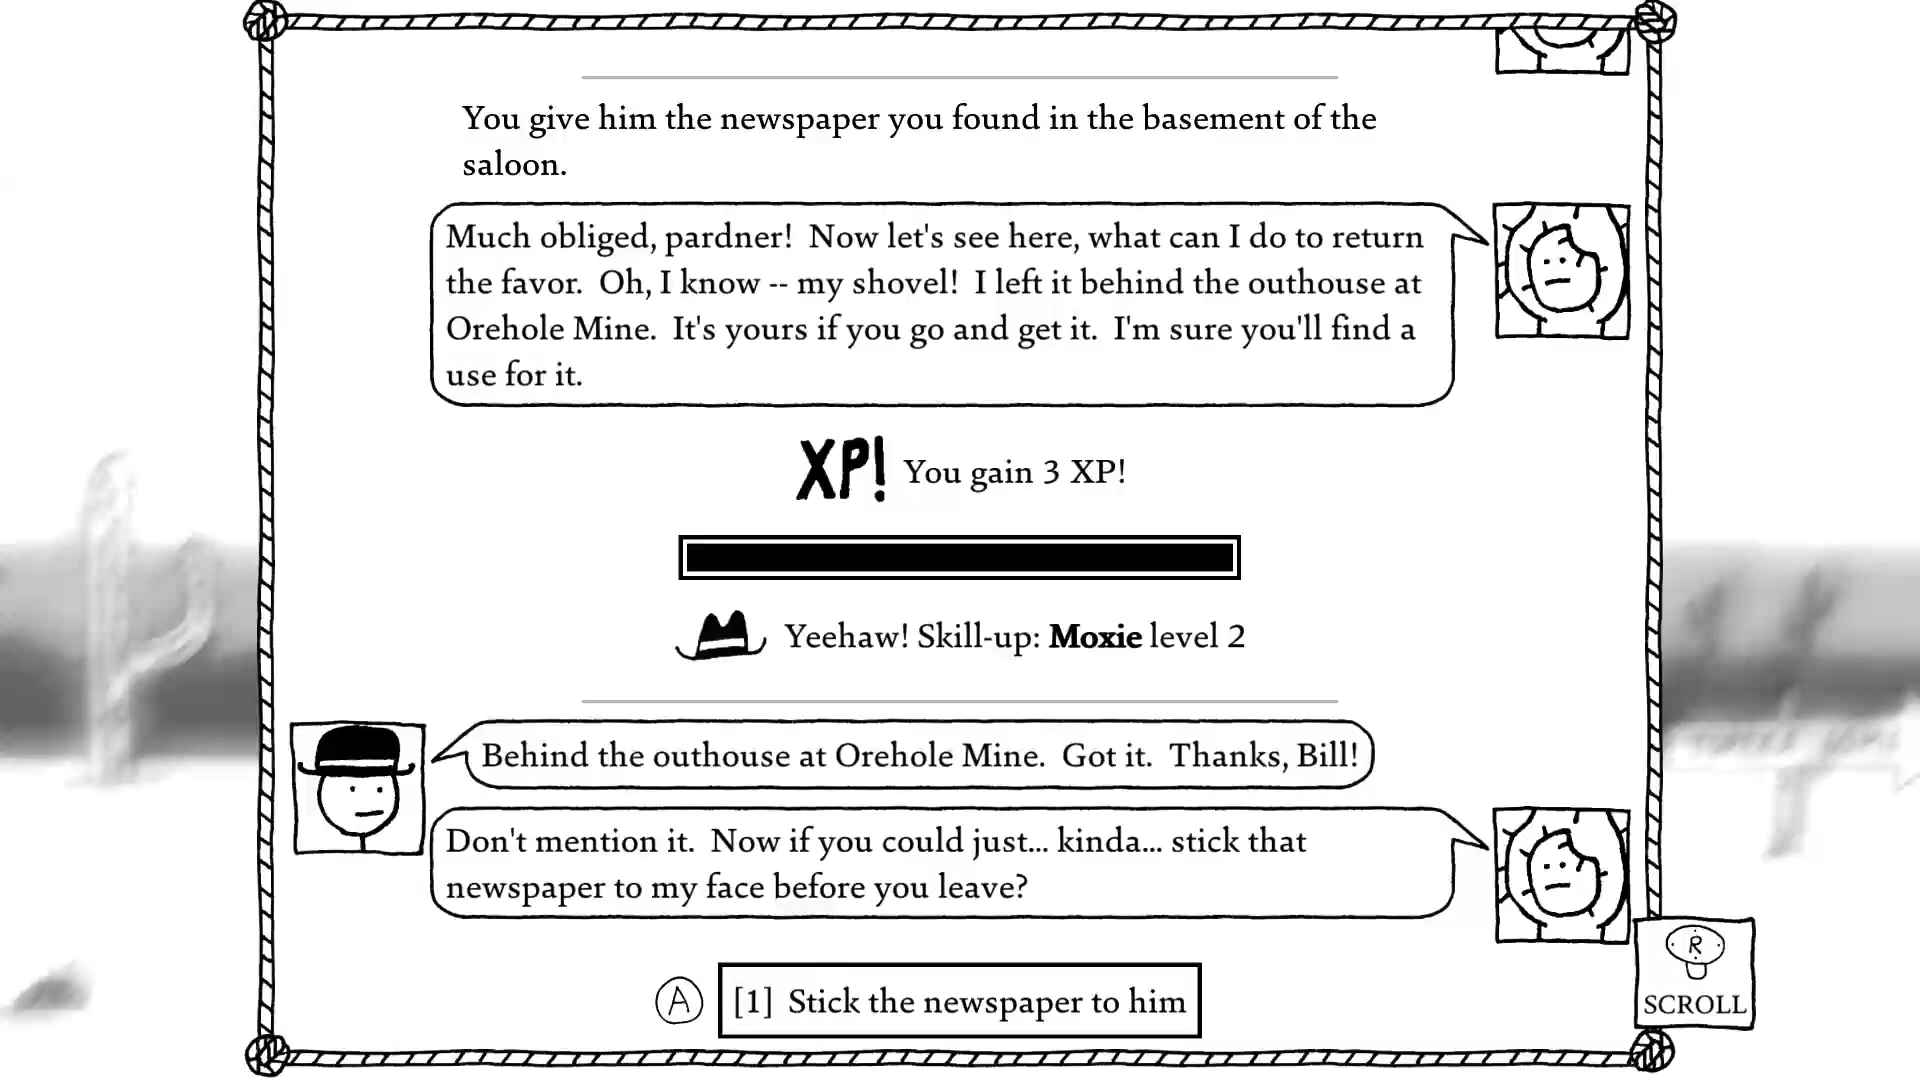 You give him the newspaper you found in the basement of the
saloon.
Much obliged, pardner! Now let's see here, what can I do to return
the favor. Oh, I know -- my shovel! I left it behind the outhouse at
Orehole Mine. It's yours if you go and get it. I'm sure you'll find a
use for it.
XP! You gain 3 XP!
Yeehaw! Skill-up: Moxie level 2
Behind the outhouse at Orehole Mine. Got it. Thanks, Bill!
Don't mention it. Now if you could just... kinda... stick that
newspaper to my face before you leave?
R
SCROLL
A [1] Stick the newspaper to him